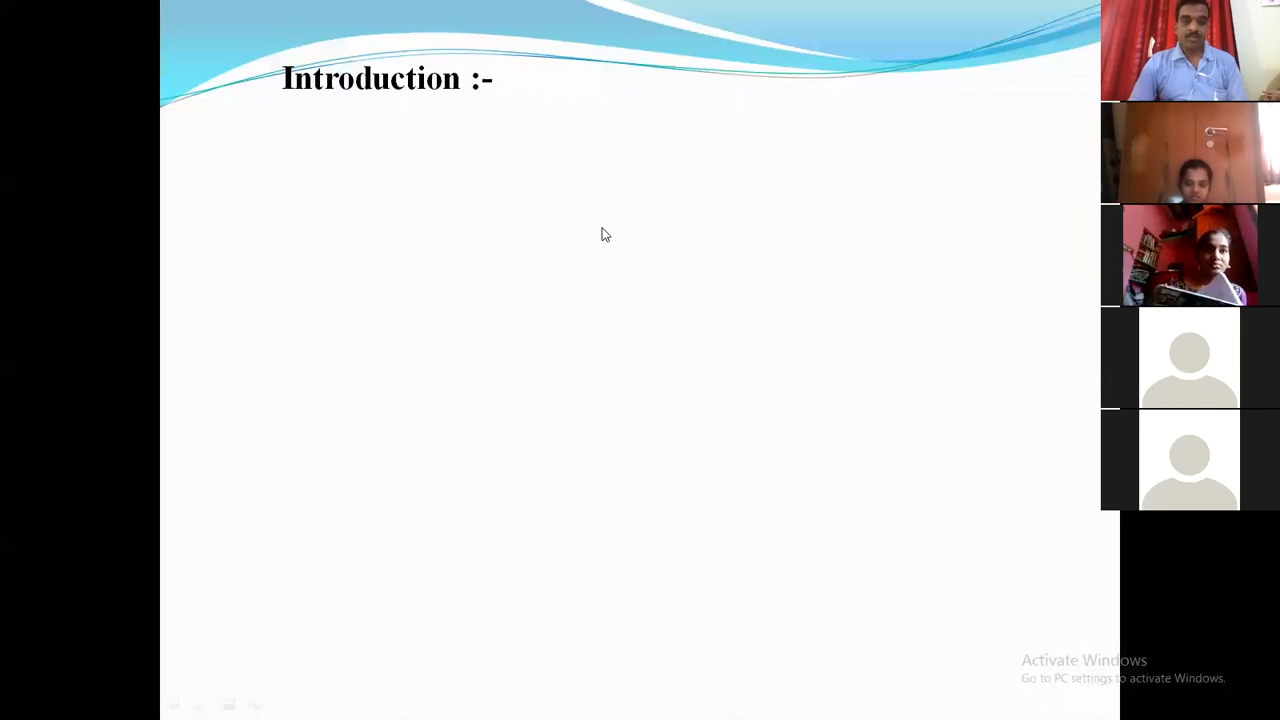 Introduction :-
Activate Windows
Go to PC settings to activate Windows.